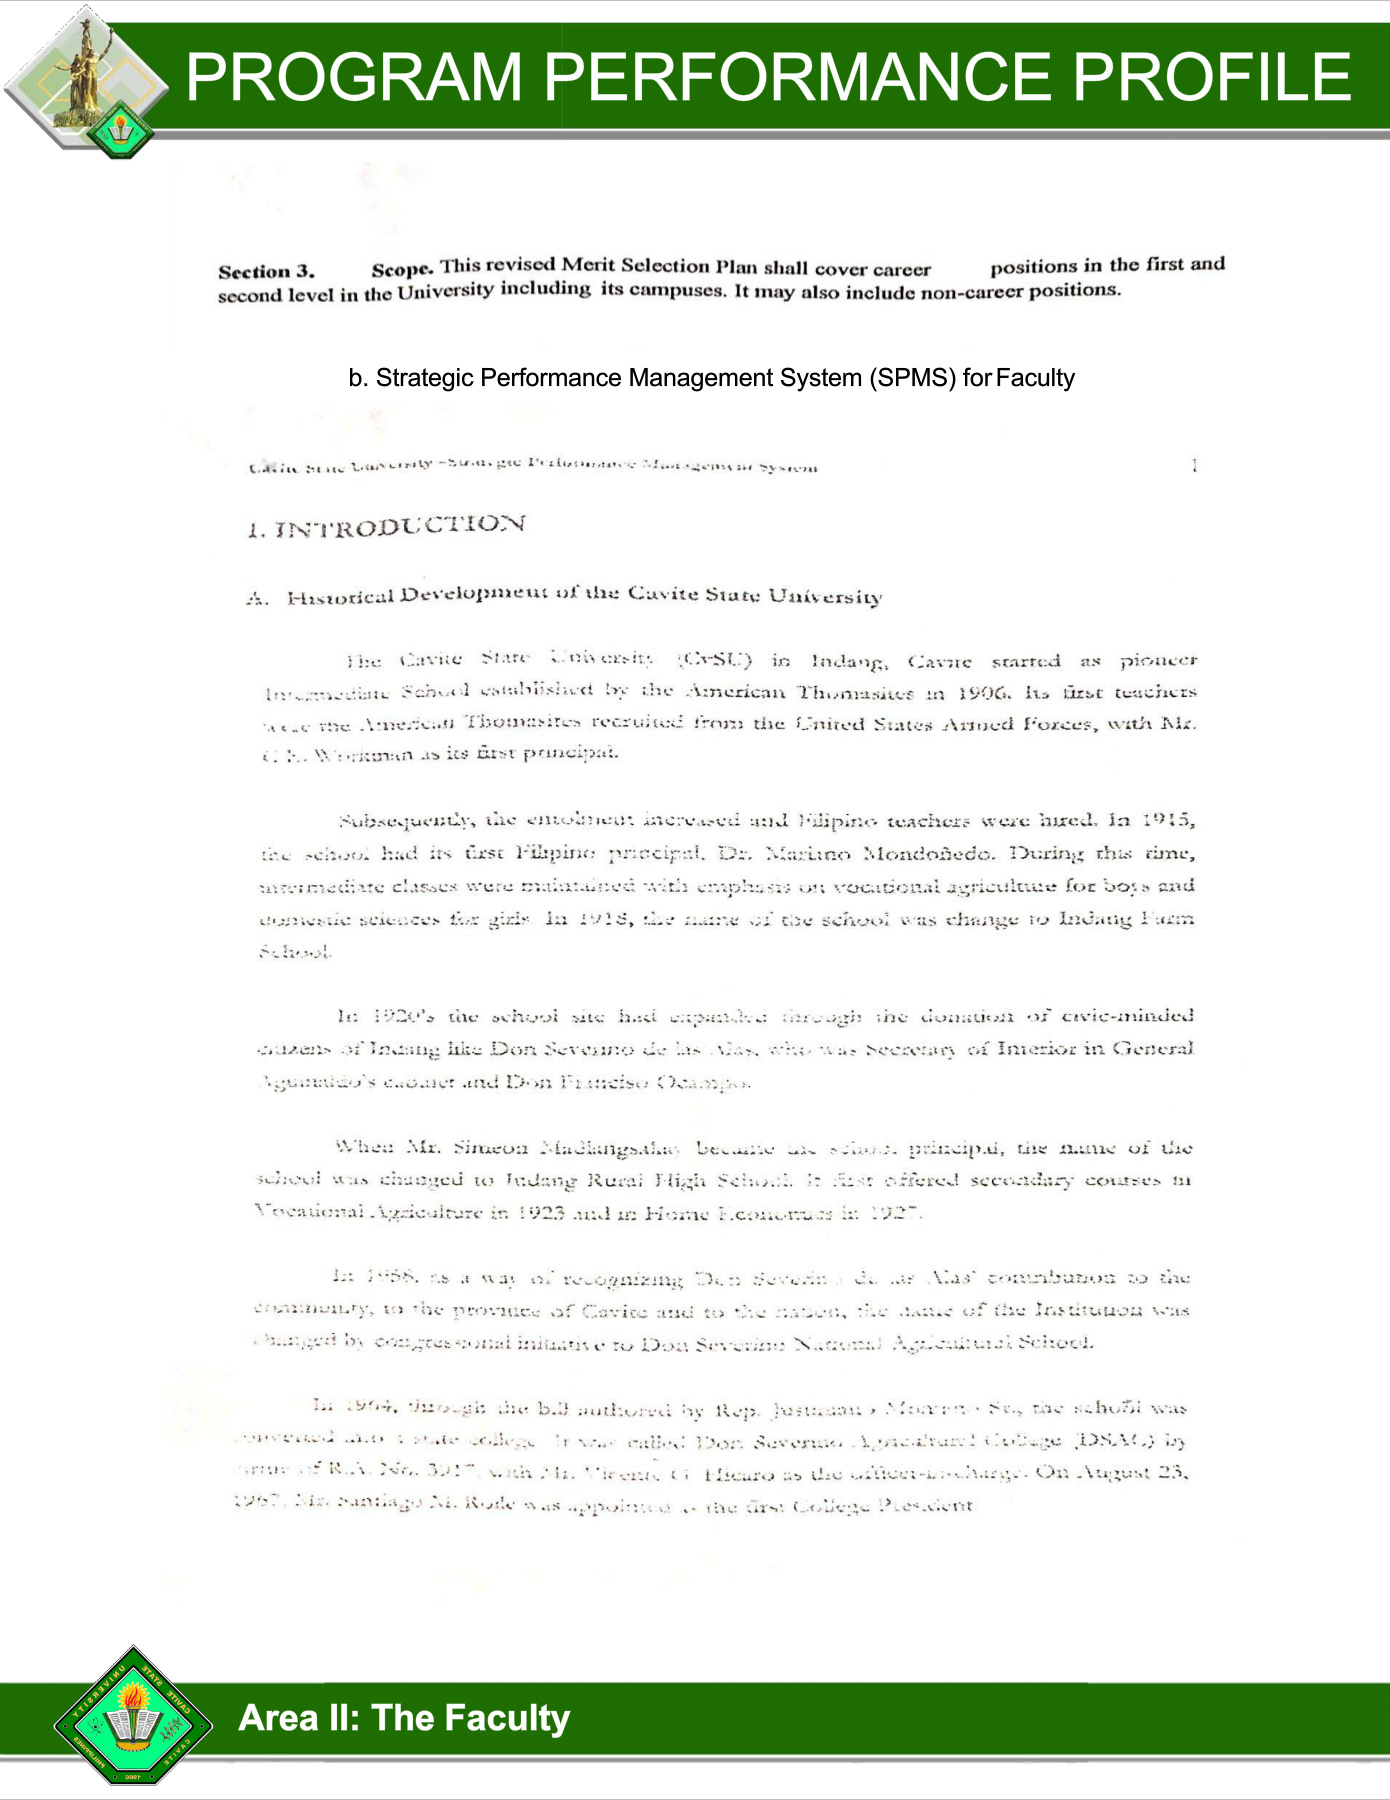 PROGRAM PERFORMANCE PROFILE
Section 3. Scope. This revised Merit Selection Plan shall cover career positions in the first and
second level in the University including its campuses. It may also include non-career positions.
b. Strategic Performance Management System (SPMS) for Faculty
Cavite State University -Strategic Performance Management System 1
1. INTRODUCTION
A. Historical Development of the Cavite State University
The Cavite State University (CvSU) in Indang, Cavite started as pioneer
Intermediate School established by the American Thomasites in 1906. Its first teachers
were the American Thomasites recruited from the United States Armed Forces, with Mr.
Workman as its first principal.
Subsequently, the enrolment increased and Filipino teachers were hired. In 1915,
the school had its first Filipino principal, Dr. Mariano Mondoñedo. During this time,
intermediate classes were maintained with emphasis on vocational agriculture for boys and
domestic sciences for girls. In 1918, the name of the school was change to Indang Farm
School.
In 1920's the school site had expanded through the donation of civic-minded
citizens of Indang like Don Severino de las Alas, who was Secretary of Interior in General
Aguinaldo's cabinet and Don Franciso Ocampo.
When Mr. Simeon Madlangsakay became the school principal, the name of the
school was changed to Indang Rural High School. It first offered secondary courses in
Vocational Agriculture in 1923 and in Home Economics in 1927.
In 1958, as a way of recognizing Don Severino de las Alas' contribution to the
community, to the province of Cavite and to the nation, the name of the Institution was
changed by congressional initiative to Don Severino National Agricultural School.
In 1964, through the bill authored by Rep. Justiniano Montano Sr., the school was
converted into a state college. It was called Don Severino Agricultural College (DSAC) by
virtue of R.A. No. 3917, with Mr. Vicente as the officer-in-charge. On August 23,
1967, Mr. Santiago M. Rolle was appointed as the first College President.
CAVITE STATE UNIVERSITY
CAVITE
PHILIPPINES
1906
Area II: The Faculty